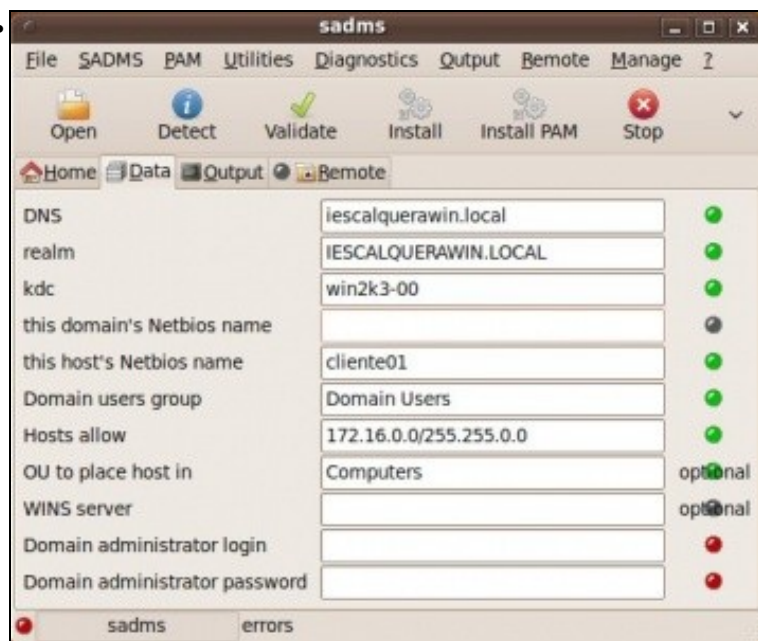 sadms
File SADMS PAM Utilities Diagnostics Output Remote Manage ?
Open Detect Validate Install Install PAM Stop
Home Data Output Remote
DNS iescalquerawin.local
realm IESCALQUERAWIN.LOCAL
kdc win2k3-00
this domain's Netbios name
this host's Netbios name cliente01
Domain users group Domain Users
Hosts allow 172.16.0.0/255.255.0.0
OU to place host in Computers optional
WINS server optional
Domain administrator login
Domain administrator password
sadms errors